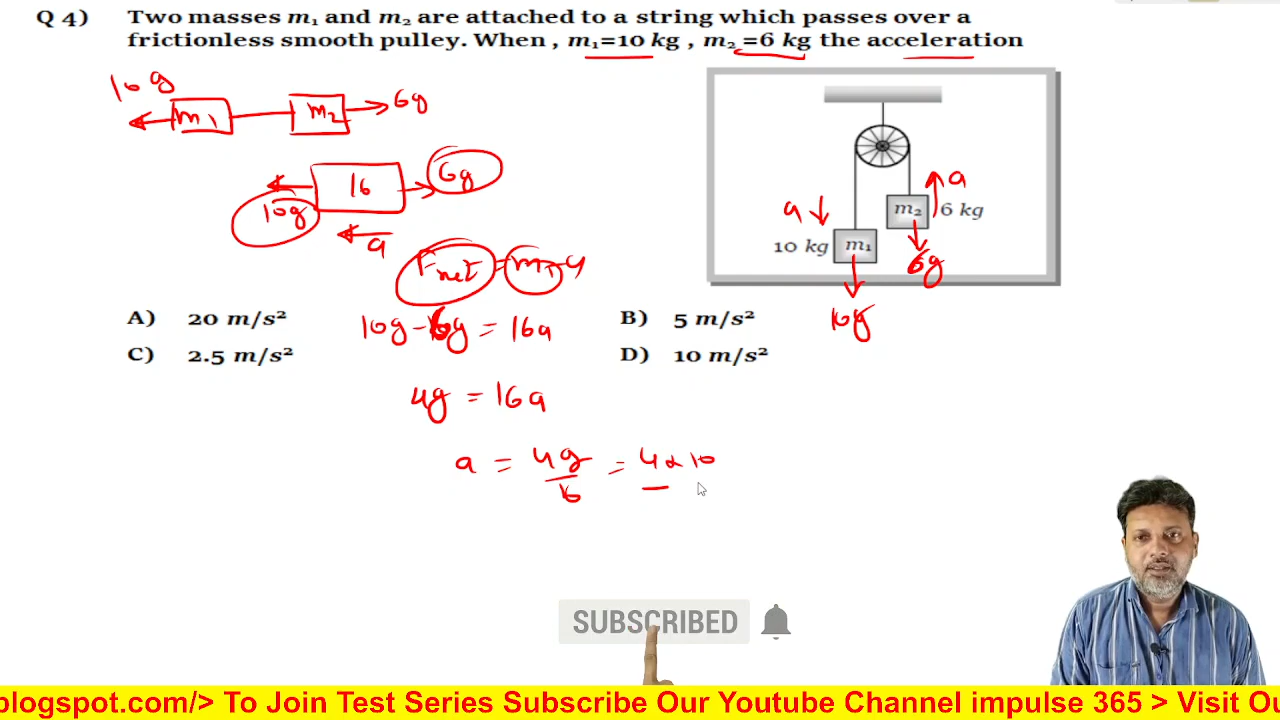 Q 4) Two masses m₁ and m₂ are attached to a string which passes over a
frictionless smooth pulley. When , m₁=10 kg , m₂ =6 kg the acceleration
10g
m1
m2
6g
16
6g
10g
a
Fnet = mT a
10g - 6g = 16a
4g = 16a
a = 4g/16 = 4 x 10
a
m₂ 6 kg
a
10 kg m₁
6g
10g
A) 20 m/s²
B) 5 m/s²
C) 2.5 m/s²
D) 10 m/s²
SUBSCRIBED
blogspot.com/> To Join Test Series Subscribe Our Youtube Channel impulse 365 > Visit Ou